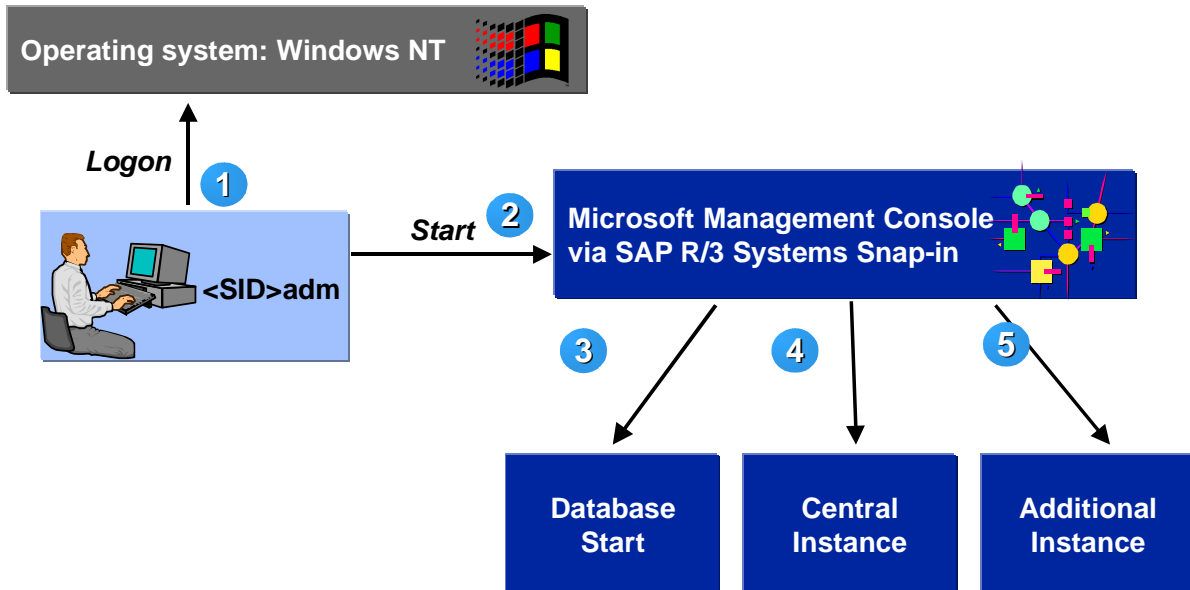 Operating system: Windows NT
Logon
1
<SID>adm
Start
2
Microsoft Management Console
via SAP R/3 Systems Snap-in
3
4
5
Database
Start
Central
Instance
Additional
Instance